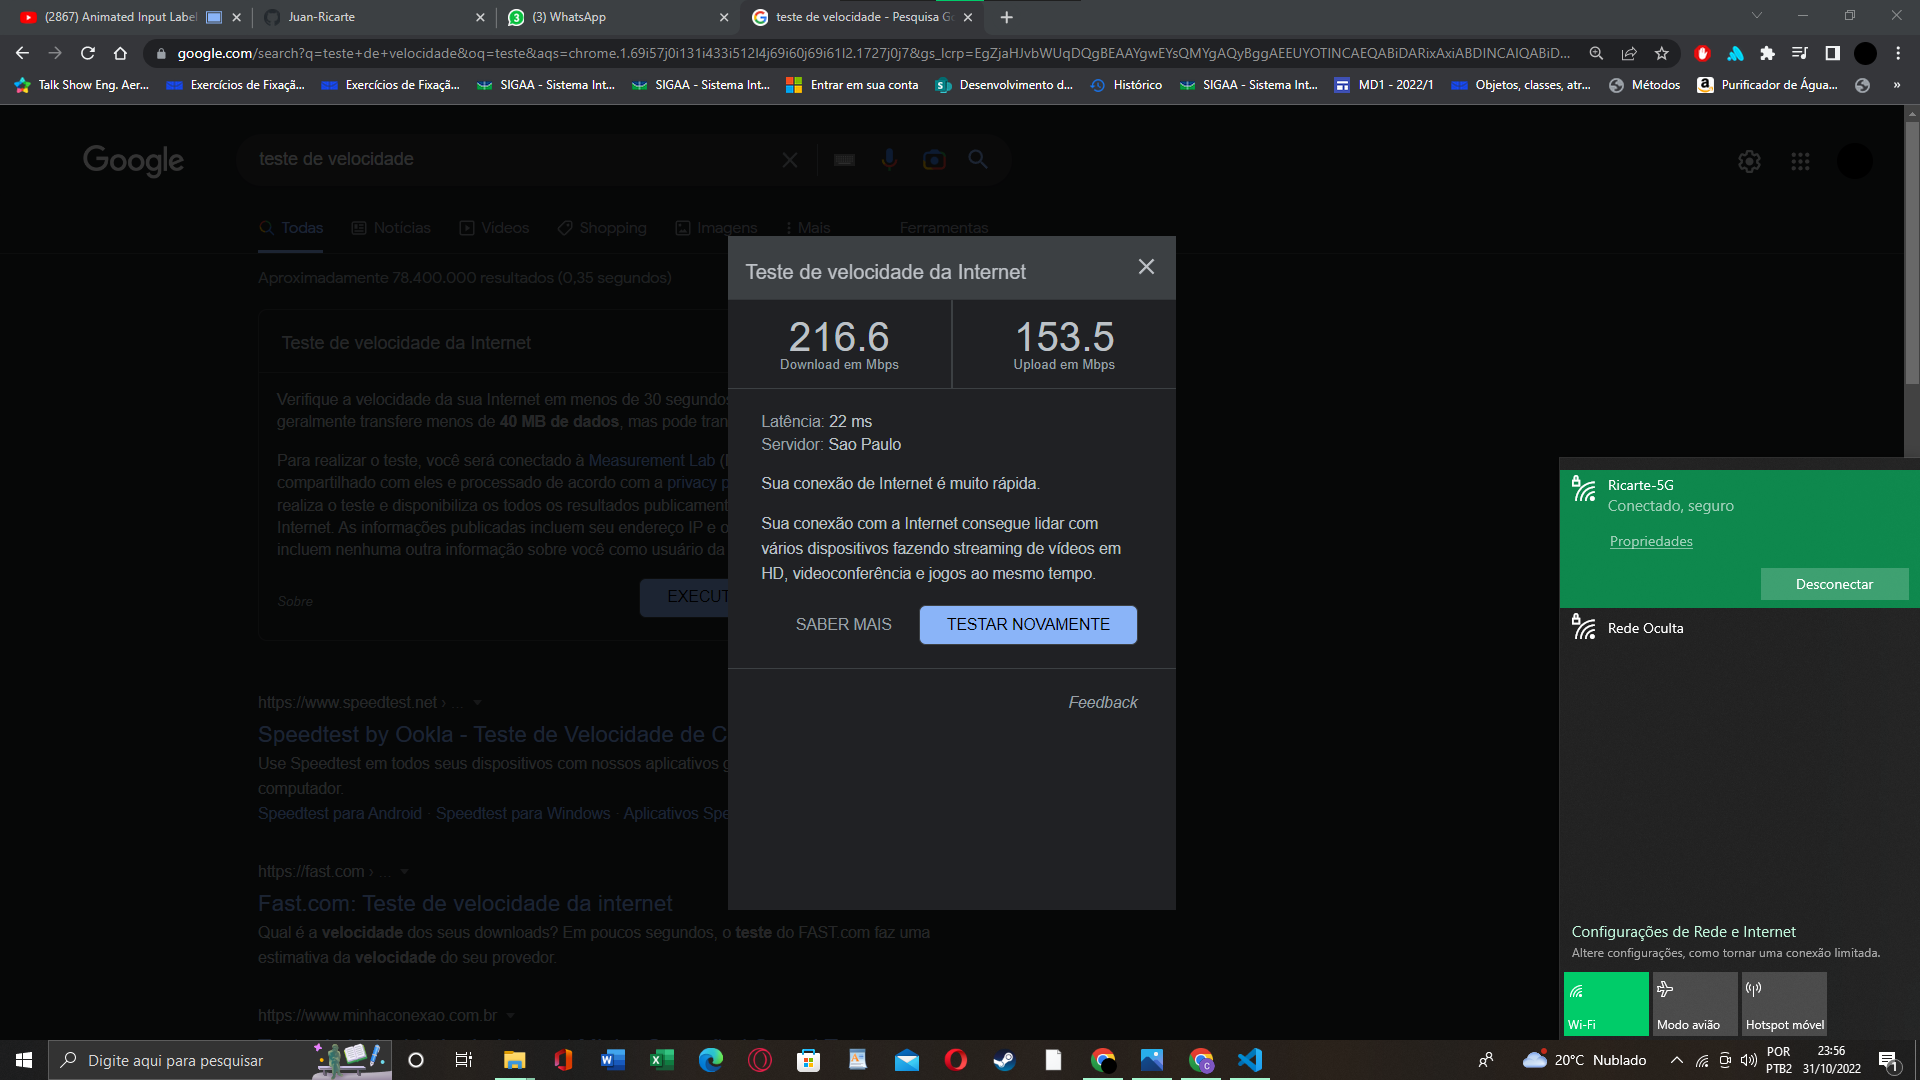 (2867) Animated Input Label
Juan-Ricarte
(3) WhatsApp
teste de velocidade - Pesquisa Go
google.com/search?q=teste+de+velocidade&oq=teste&aqs=chrome.1.69i57j0i131i433i512l4j69i60j69i61l2.1727j0j7&gs_lcrp=EgZjaHJvbWUqDQgBEAAYgwEYsQMYgAQyBggAEEUYOTINCAEQABiDARixAxiABDINCAIQABiD...
Talk Show Eng. Aer...
Exercícios de Fixaçã...
Exercícios de Fixaçã...
SIGAA - Sistema Int...
SIGAA - Sistema Int...
Entrar em sua conta
Desenvolvimento d...
Histórico
SIGAA - Sistema Int...
MD1 - 2022/1
Objetos, classes, atr...
Métodos
Purificador de Água...
»
Google
teste de velocidade
Todas
Notícias
Vídeos
Shopping
Imagens
Mais
Ferramentas
Aproximadamente 78.400.000 resultados (0,35 segundos)
Teste de velocidade da Internet
Verifique a velocidade da sua Internet em menos de 30 segundos
geralmente transfere menos de 40 MB de dados, mas pode tran
Para realizar o teste, você será conectado à Measurement Lab (
compartilhado com eles e processado de acordo com a privacy p
realiza o teste e disponibiliza os todos os resultados publicament
Internet. As informações publicadas incluem seu endereço IP e o
incluem nenhuma outra informação sobre você como usuário da
Sobre
EXECUT
https://www.speedtest.net › ...
Speedtest by Ookla - Teste de Velocidade de C
Use Speedtest em todos seus dispositivos com nossos aplicativos g
computador.
Speedtest para Android · Speedtest para Windows · Aplicativos Spe
https://fast.com › ...
Fast.com: Teste de velocidade da internet
Qual é a velocidade dos seus downloads? Em poucos segundos, o teste do FAST.com faz uma
estimativa da velocidade do seu provedor.
https://www.minhaconexao.com.br
Teste de velocidade da Internet
216.6
Download em Mbps
153.5
Upload em Mbps
Latência: 22 ms
Servidor: Sao Paulo
Sua conexão de Internet é muito rápida.
Sua conexão com a Internet consegue lidar com
vários dispositivos fazendo streaming de vídeos em
HD, videoconferência e jogos ao mesmo tempo.
SABER MAIS
TESTAR NOVAMENTE
Feedback
Ricarte-5G
Conectado, seguro
Propriedades
Desconectar
Rede Oculta
Configurações de Rede e Internet
Altere configurações, como tornar uma conexão limitada.
Wi-Fi
Modo avião
Hotspot móvel
Digite aqui para pesquisar
20°C Nublado
POR
PTB2
23:56
31/10/2022
1